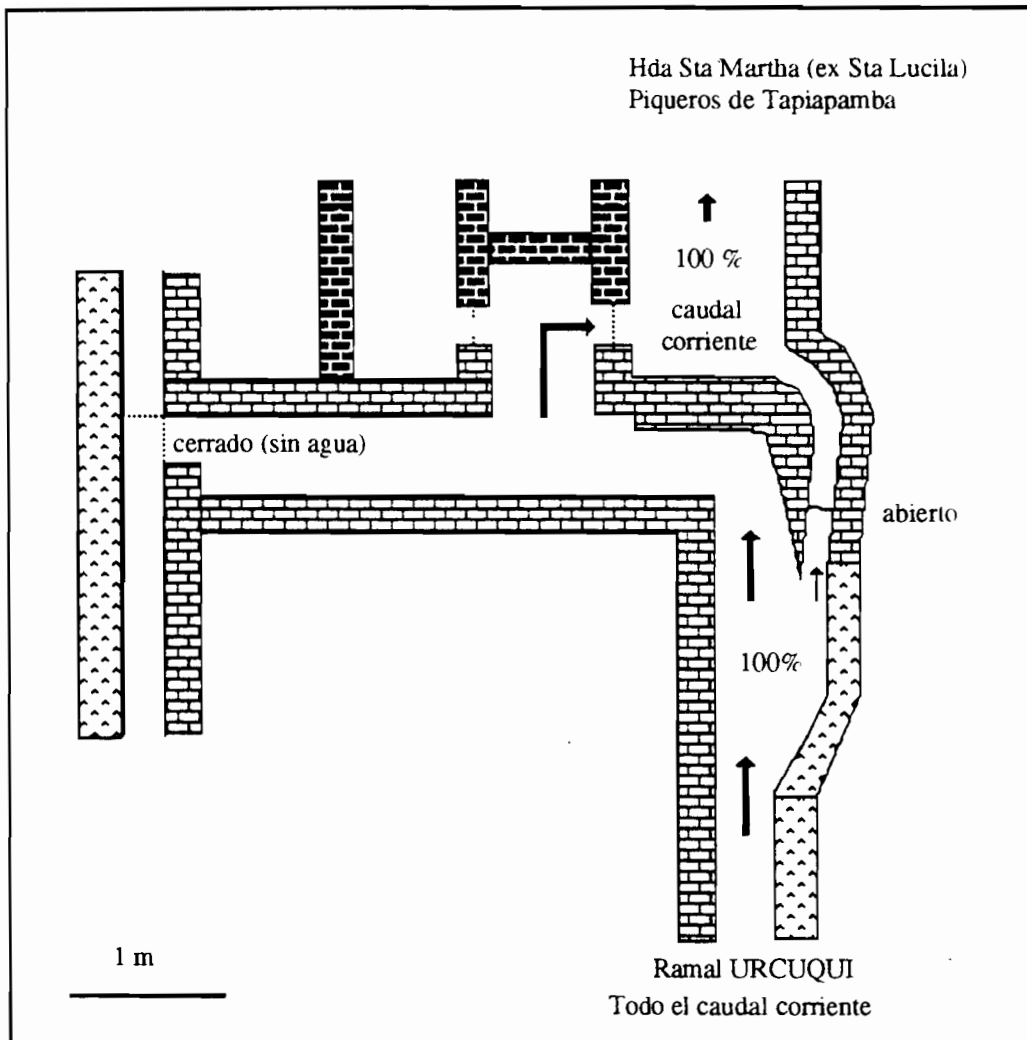 Hda Sta Martha (ex Sta Lucila)
Piqueros de Tapiapamba
100 %
caudal
corriente
cerrado (sin agua)
abierto
100%
1 m
Ramal URCUQUI
Todo el caudal corriente